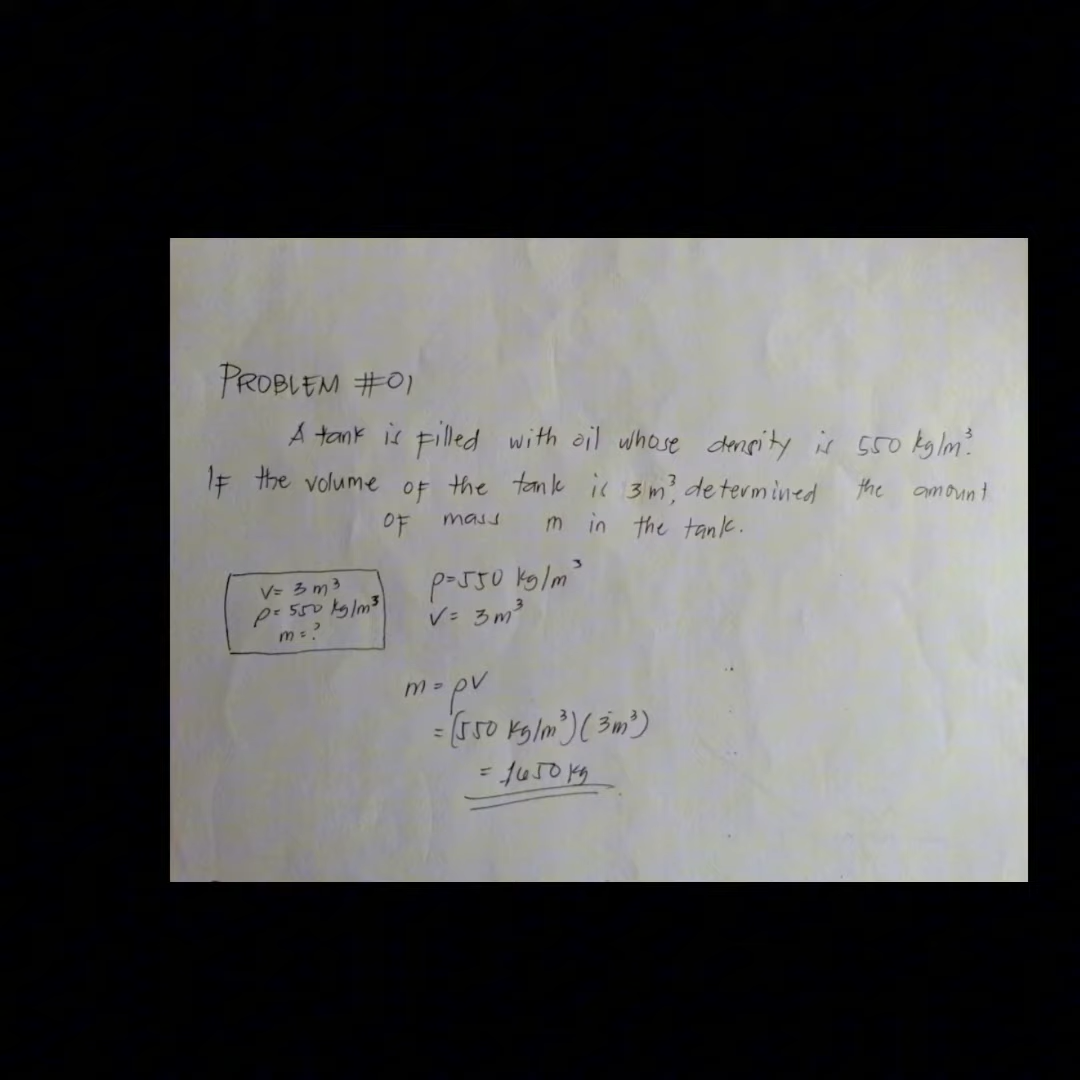 PROBLEM #01
A tank is filled with oil whose density is 550 kg/m³.
If the volume of the tank is 3 m³, determined the amount
of mass m in the tank.
V= 3 m³
ρ= 550 kg/m³
m = ?
ρ=550 kg/m³
V= 3 m³
m = ρV
= (550 kg/m³)(3m³)
= 1650 kg